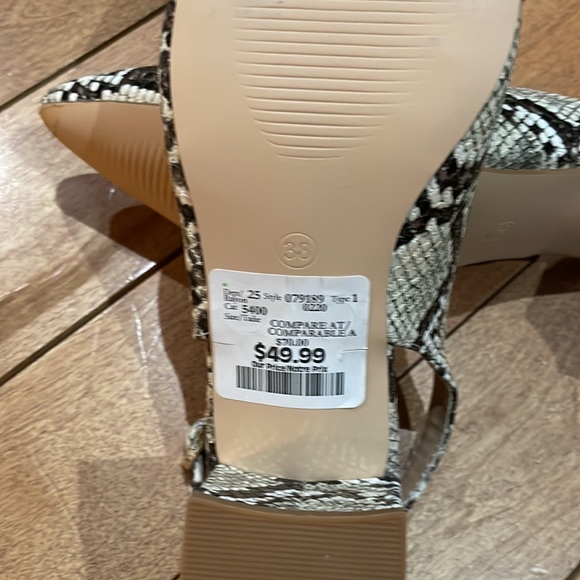 38
Dept/ Rayon 25 Style 079189 Type 1
Cat 5400 0220
Size/Taille
COMPARE AT/
COMPARABLE A
$70.00
$49.99
Our Price Notre Prix